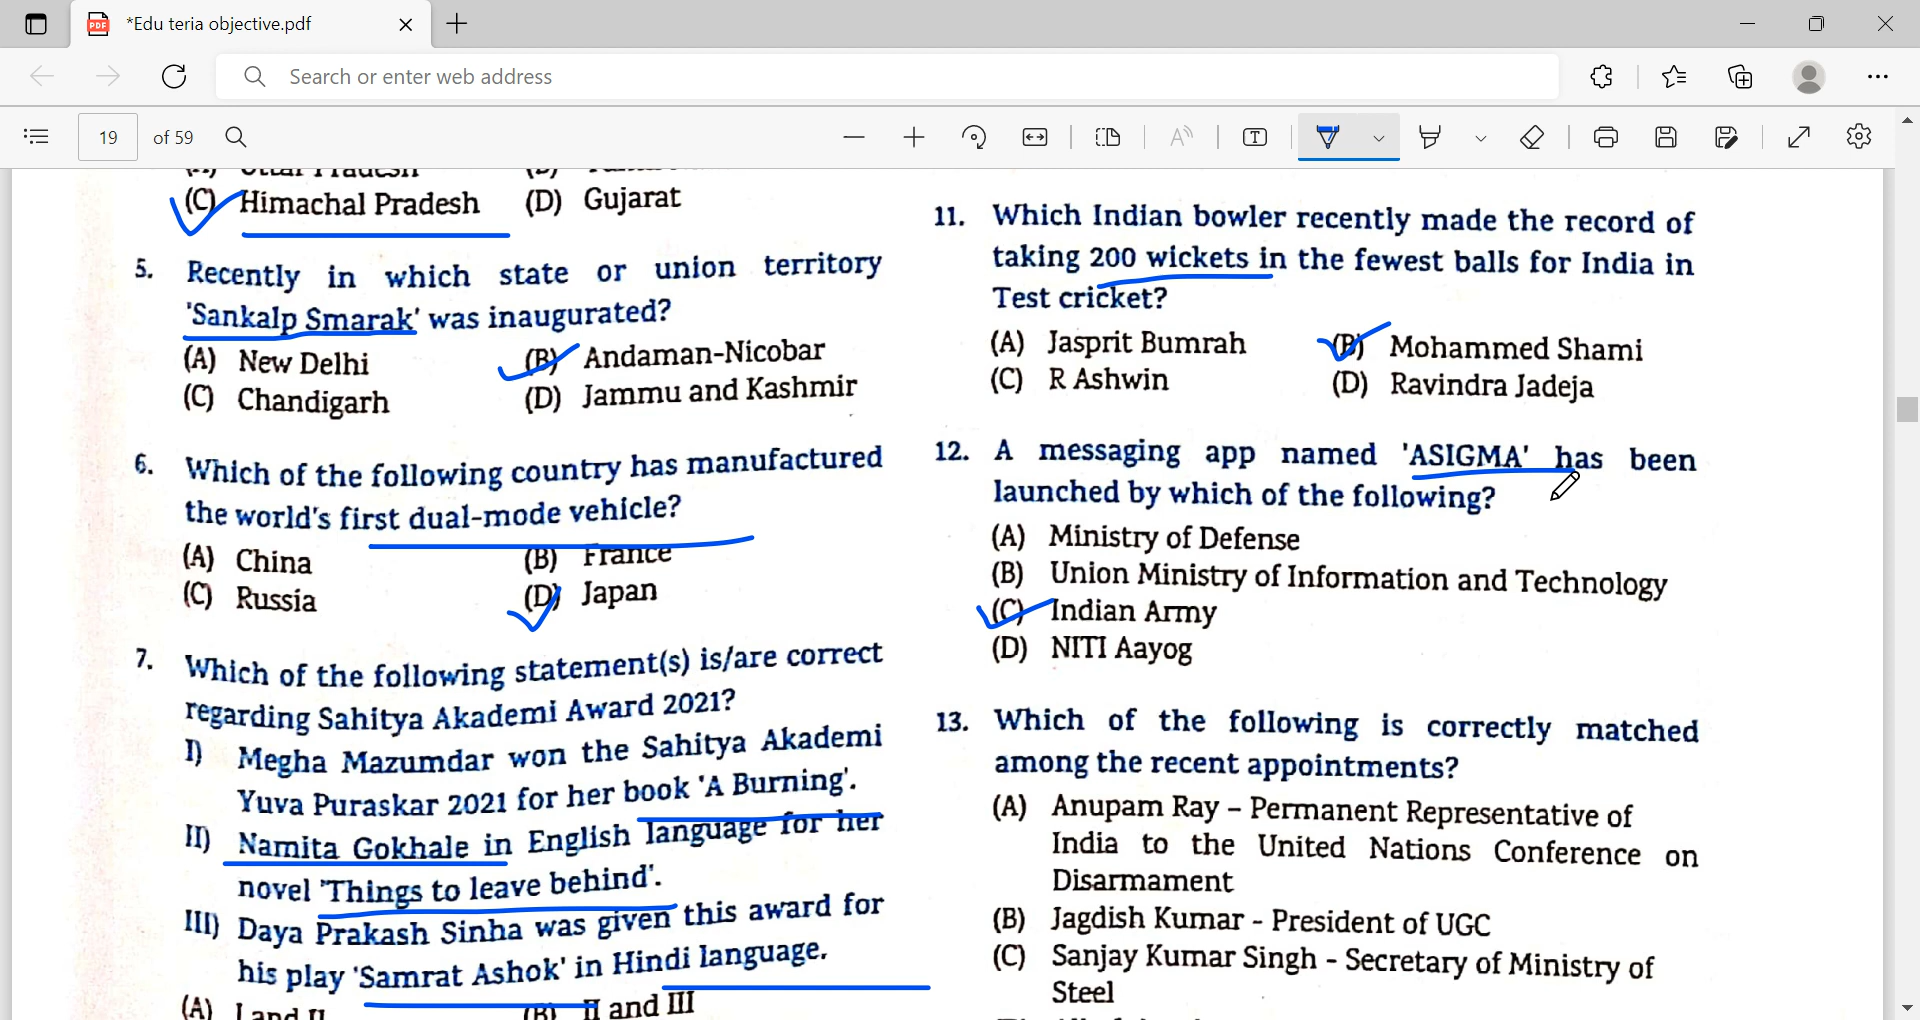 *Edu teria objective.pdf
Search or enter web address
19 of 59
(C) Himachal Pradesh (D) Gujarat
5. Recently in which state or union territory
'Sankalp Smarak' was inaugurated?
(A) New Delhi (B) Andaman-Nicobar
(C) Chandigarh (D) Jammu and Kashmir
6. Which of the following country has manufactured
the world's first dual-mode vehicle?
(A) China (B) France
(C) Russia (D) Japan
7. Which of the following statement(s) is/are correct
regarding Sahitya Akademi Award 2021?
I) Megha Mazumdar won the Sahitya Akademi
Yuva Puraskar 2021 for her book 'A Burning'.
II) Namita Gokhale in English language for her
novel 'Things to leave behind'.
III) Daya Prakash Sinha was given this award for
his play 'Samrat Ashok' in Hindi language.
(A) I and II (B) II and III
11. Which Indian bowler recently made the record of
taking 200 wickets in the fewest balls for India in
Test cricket?
(A) Jasprit Bumrah (B) Mohammed Shami
(C) R Ashwin (D) Ravindra Jadeja
12. A messaging app named 'ASIGMA' has been
launched by which of the following?
(A) Ministry of Defense
(B) Union Ministry of Information and Technology
(C) Indian Army
(D) NITI Aayog
13. Which of the following is correctly matched
among the recent appointments?
(A) Anupam Ray – Permanent Representative of
India to the United Nations Conference on
Disarmament
(B) Jagdish Kumar - President of UGC
(C) Sanjay Kumar Singh - Secretary of Ministry of
Steel